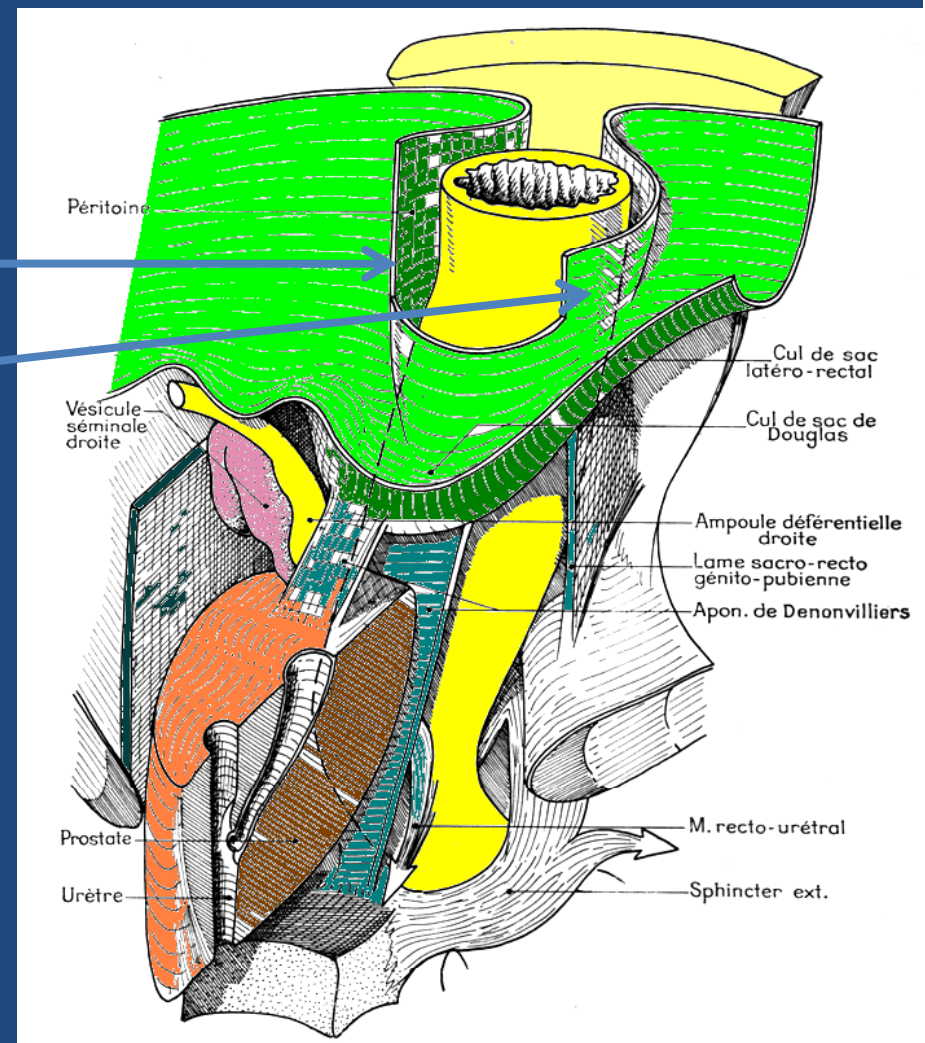 Péritoine
Cul de sac
latéro-rectal
Vésicule
séminale
droite
Cul de sac de
Douglas
Ampoule déférentielle
droite
Lame sacro-recto
génito-pubienne
Apon. de Denonvilliers
M. recto-urétral
Prostate
Sphincter ext.
Urètre